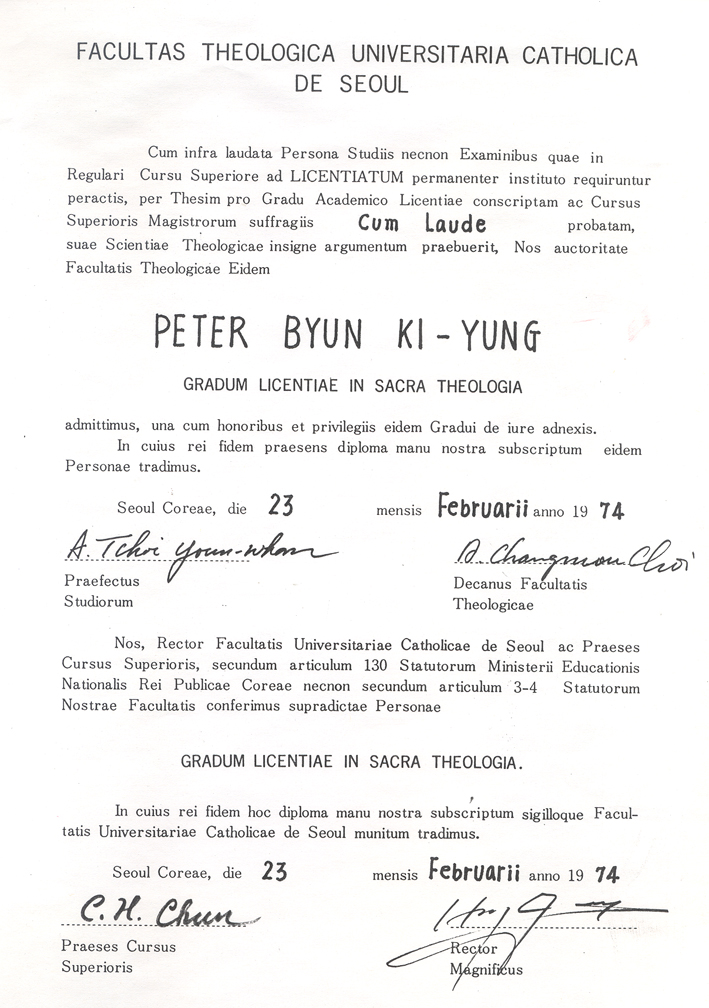 FACULTAS THEOLOGICA UNIVERSITARIA CATHOLICA
DE SEOUL
Cum infra laudata Persona Studiis necnon Examinibus quae in
Regulari Cursu Superiore ad LICENTIATUM permanenter instituto requiruntur
peractis, per Thesim pro Gradu Academico Licentiae conscriptam ac Cursus
Superioris Magistrorum suffragiis Cum Laude probatam,
suae Scientiae Theologicae insigne argumentum praebuerit, Nos auctoritate
Facultatis Theologicae Eidem
PETER BYUN KI-YUNG
GRADUM LICENTIAE IN SACRA THEOLOGIA
admittimus, una cum honoribus et privilegiis eidem Gradui de iure adnexis.
In cuius rei fidem praesens diploma manu nostra subscriptum eidem
Personae tradimus.
Seoul Coreae, die 23 mensis Februarii anno 19 74
A. Tchoi Youn-whan A. Changmou Choi
Praefectus Decanus Facultatis
Studiorum Theologicae
Nos, Rector Facultatis Universitariae Catholicae de Seoul ac Praeses
Cursus Superioris, secundum articulum 130 Statutorum Ministerii Educationis
Nationalis Rei Publicae Coreae necnon secundum articulum 3-4 Statutorum
Nostrae Facultatis conferimus supradictae Personae
GRADUM LICENTIAE IN SACRA THEOLOGIA.
In cuius rei fidem hoc diploma manu nostra subscriptum sigilloque Facul-
tatis Universitariae Catholicae de Seoul munitum tradimus.
Seoul Coreae, die 23 mensis Februarii anno 19 74
C. H. Chun
Praeses Cursus Rector
Superioris Magnificus